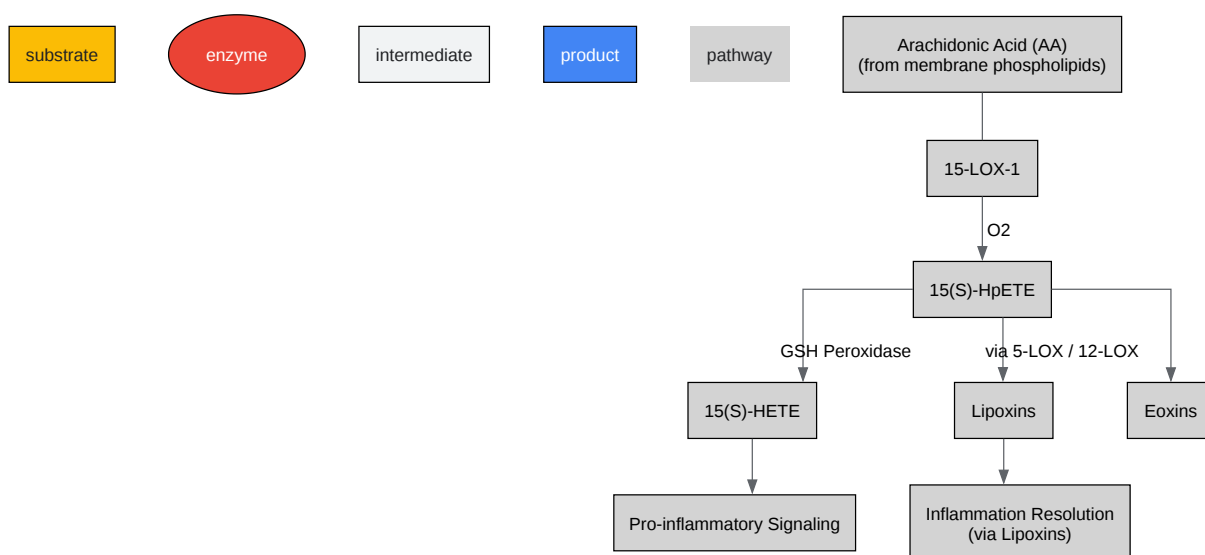 substrate
enzyme
intermediate
product
pathway
Arachidonic Acid (AA)
(from membrane phospholipids)
15-LOX-1
O2
15(S)-HpETE
GSH Peroxidase
via 5-LOX / 12-LOX
15(S)-HETE
Lipoxins
Eoxins
Pro-inflammatory Signaling
Inflammation Resolution
(via Lipoxins)